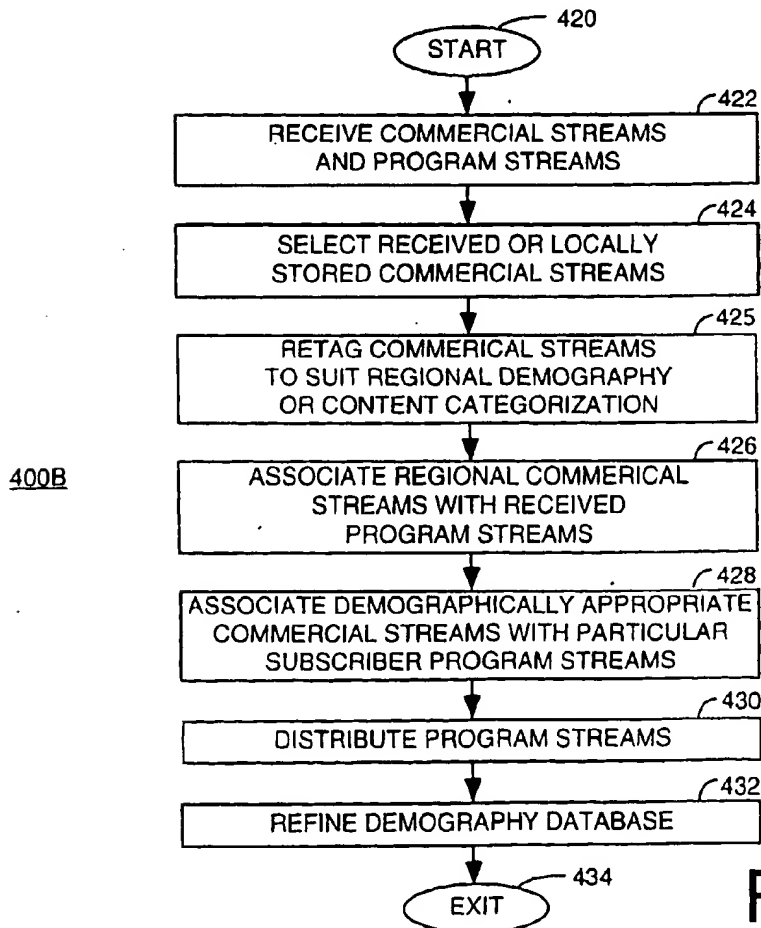 START
420
422
RECEIVE COMMERCIAL STREAMS
AND PROGRAM STREAMS
424
SELECT RECEIVED OR LOCALLY
STORED COMMERCIAL STREAMS
425
RETAG COMMERICAL STREAMS
TO SUIT REGIONAL DEMOGRAPHY
OR CONTENT CATEGORIZATION
426
ASSOCIATE REGIONAL COMMERICAL
STREAMS WITH RECEIVED
PROGRAM STREAMS
400B
428
ASSOCIATE DEMOGRAPHICALLY APPROPRIATE
COMMERCIAL STREAMS WITH PARTICULAR
SUBSCRIBER PROGRAM STREAMS
430
DISTRIBUTE PROGRAM STREAMS
432
REFINE DEMOGRAPHY DATABASE
434
EXIT